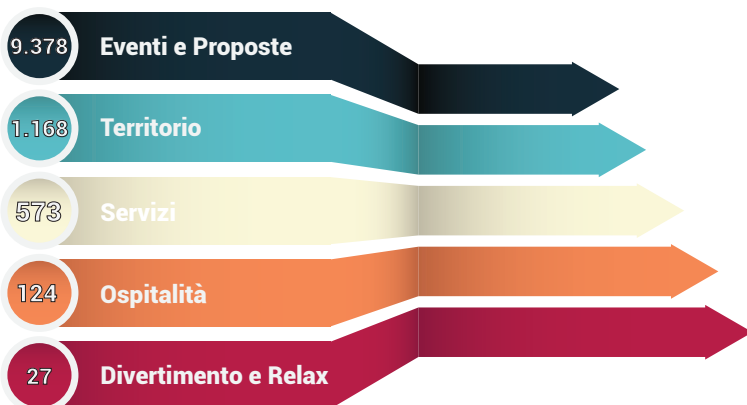 9.378 Eventi e Proposte
1.168 Territorio
573 Servizi
124 Ospitalità
27 Divertimento e Relax